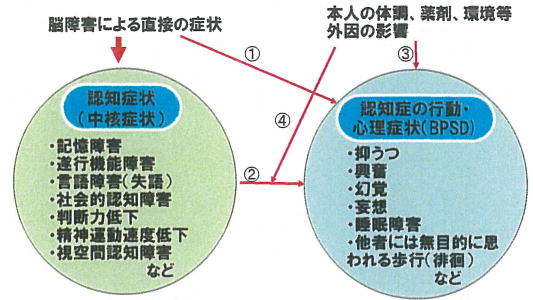 脳障害による直接の症状
本人の体調、薬剤、環境等
外因の影響
①
③
認知症状
(中核症状)
・記憶障害
・遂行機能障害
・言語障害(失語)
・社会的認知障害
・判断力低下
・精神運動速度低下
・視空間認知障害
など
④
②
認知症の行動・
心理症状(BPSD)
・抑うつ
・興奮
・幻覚
・妄想
・睡眠障害
・他者には無目的に思
われる歩行(徘徊)
など